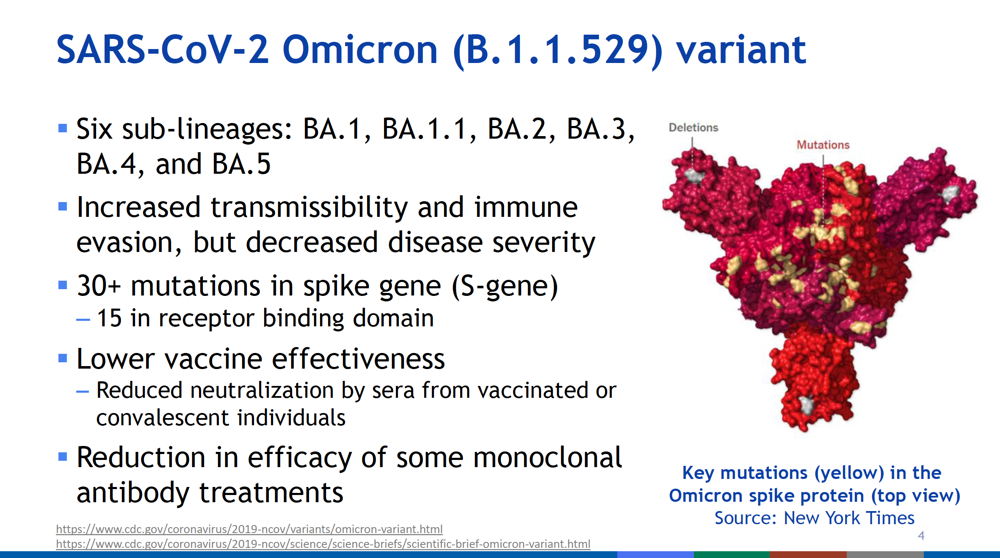 SARS-CoV-2 Omicron (B.1.1.529) variant
▪ Six sub-lineages: BA.1, BA.1.1, BA.2, BA.3,
BA.4, and BA.5
▪ Increased transmissibility and immune
evasion, but decreased disease severity
▪ 30+ mutations in spike gene (S-gene)
– 15 in receptor binding domain
▪ Lower vaccine effectiveness
– Reduced neutralization by sera from vaccinated or
convalescent individuals
▪ Reduction in efficacy of some monoclonal
antibody treatments
https://www.cdc.gov/coronavirus/2019-ncov/variants/omicron-variant.html
https://www.cdc.gov/coronavirus/2019-ncov/science/science-briefs/scientific-brief-omicron-variant.html
Deletions
Mutations
Key mutations (yellow) in the
Omicron spike protein (top view)
Source: New York Times
4